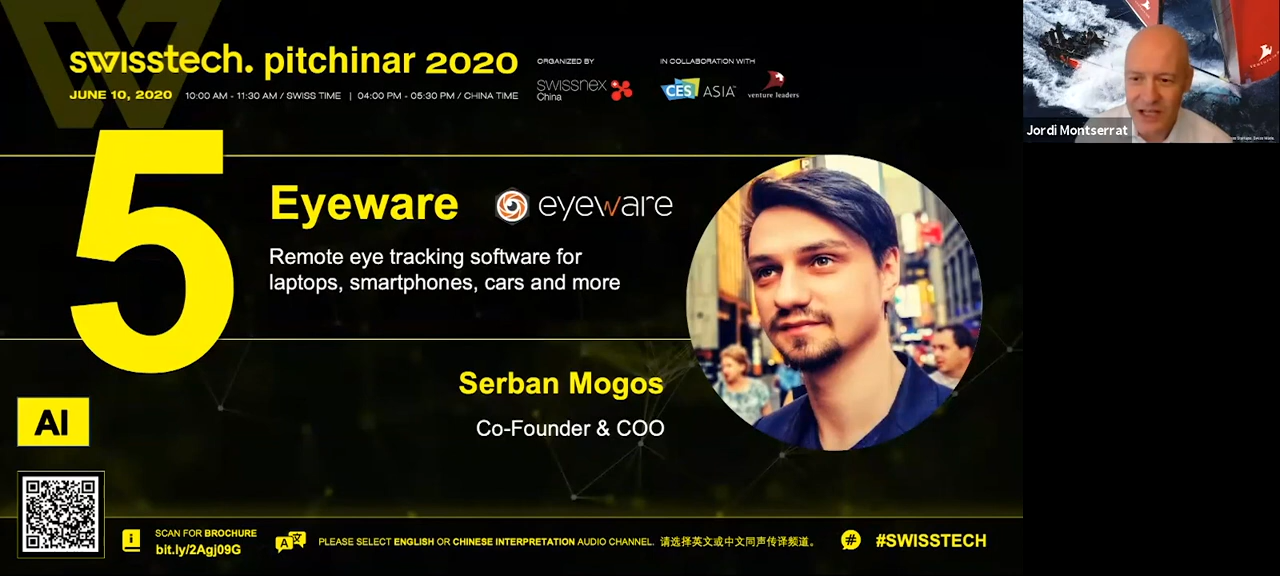 swisstech. pitchinar 2020
JUNE 10, 2020 10:00 AM - 11:30 AM / SWISS TIME | 04:00 PM - 05:30 PM / CHINA TIME
ORGANIZED BY
swissnex
China
IN COLLABORATION WITH
CES ASIA™
venture leaders
Jordi Montserrat
5
Eyeware
eyeware
Remote eye tracking software for
laptops, smartphones, cars and more
Serban Mogos
Co-Founder & COO
AI
SCAN FOR BROCHURE
bit.ly/2Agj09G
PLEASE SELECT ENGLISH OR CHINESE INTERPRETATION AUDIO CHANNEL. 请选择英文或中文同声传译频道。
#SWISSTECH